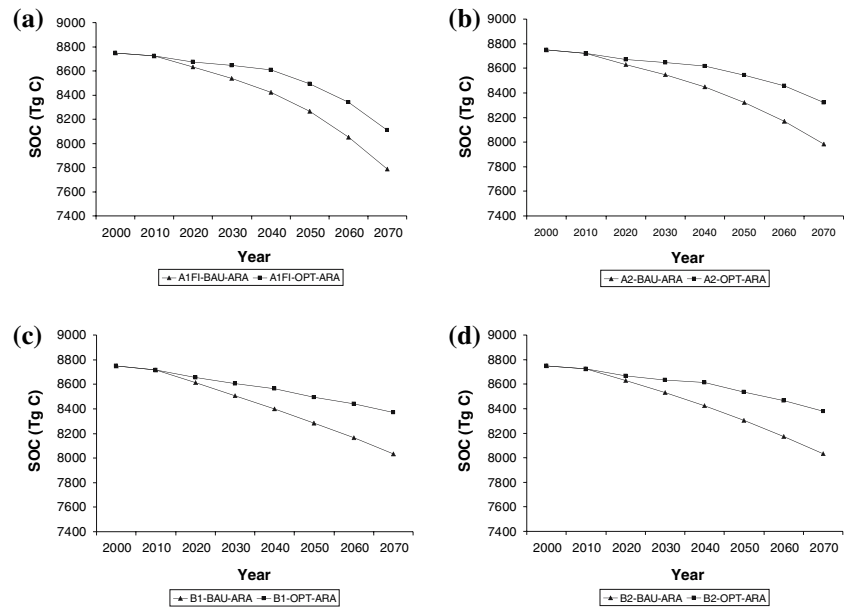 (a)
9000
8800
8600
8400
8200
8000
7800
7600
7400
SOC (Tg C)
2000 2010 2020 2030 2040 2050 2060 2070
Year
A1FI-BAU-ARA A1FI-OPT-ARA
(b)
9000
8800
8600
8400
8200
8000
7800
7600
7400
SOC (Tg C)
2000 2010 2020 2030 2040 2050 2060 2070
Year
A2-BAU-ARA A2-OPT-ARA
(c)
9000
8800
8600
8400
8200
8000
7800
7600
7400
SOC (Tg C)
2000 2010 2020 2030 2040 2050 2060 2070
Year
B1-BAU-ARA B1-OPT-ARA
(d)
9000
8800
8600
8400
8200
8000
7800
7600
7400
SOC (Tg C)
2000 2010 2020 2030 2040 2050 2060 2070
Year
B2-BAU-ARA B2-OPT-ARA